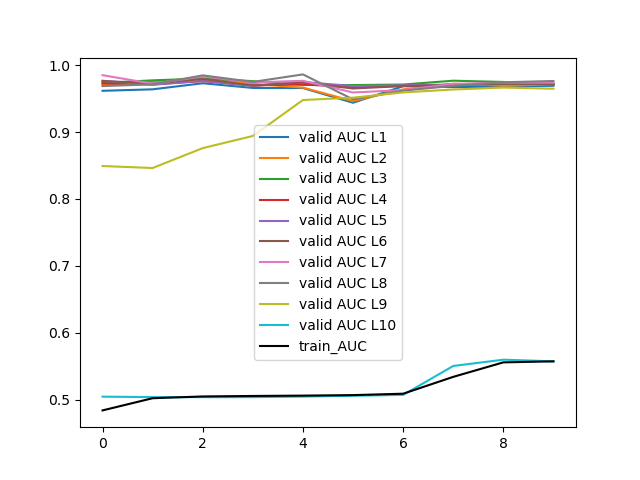 1.0
0.9
0.8
0.7
0.6
0.5
0 2 4 6 8
valid AUC L1
valid AUC L2
valid AUC L3
valid AUC L4
valid AUC L5
valid AUC L6
valid AUC L7
valid AUC L8
valid AUC L9
valid AUC L10
train_AUC